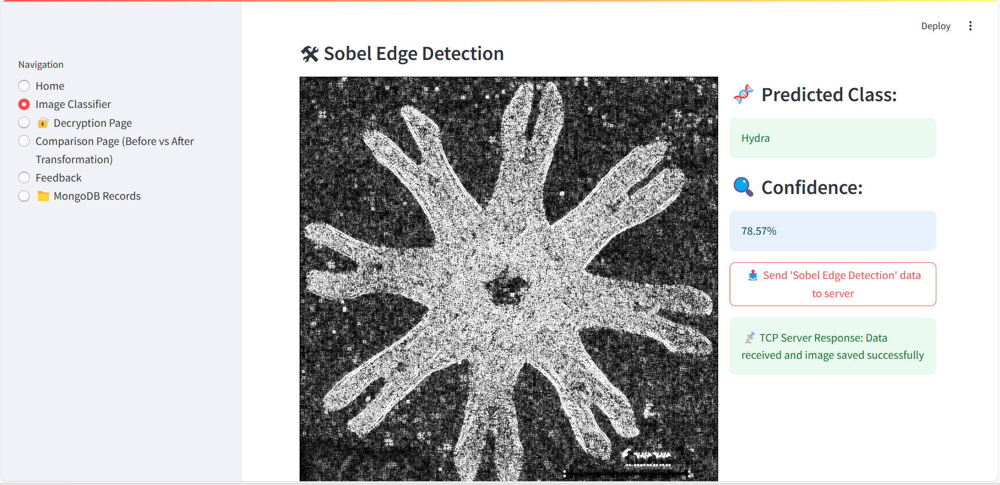 Deploy
Navigation
Home
Image Classifier
Decryption Page
Comparison Page (Before vs After
Transformation)
Feedback
MongoDB Records
Sobel Edge Detection
Predicted Class:
Hydra
Confidence:
78.57%
Send 'Sobel Edge Detection' data
to server
TCP Server Response: Data
received and image saved successfully